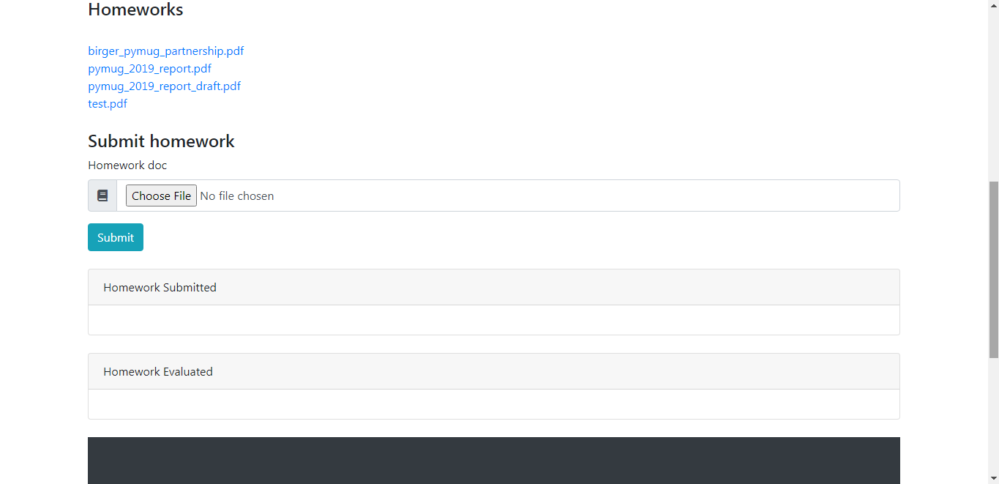 Homeworks
birger_pymug_partnership.pdf
pymug_2019_report.pdf
pymug_2019_report_draft.pdf
test.pdf
Submit homework
Homework doc
Choose File No file chosen
Submit
Homework Submitted
Homework Evaluated